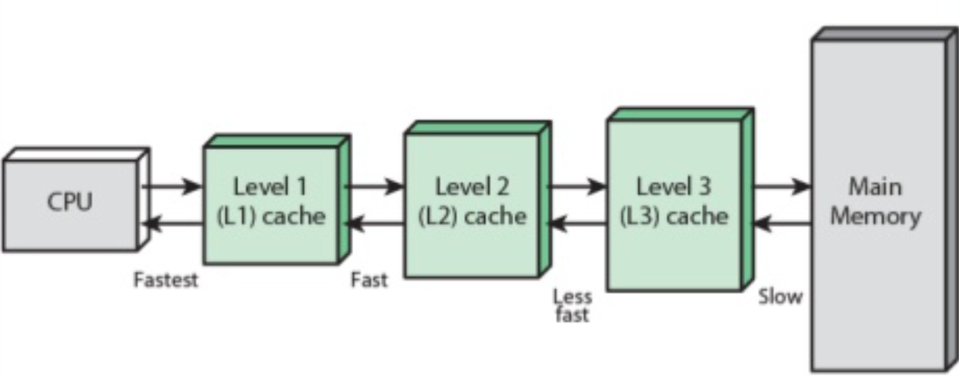 CPU
Level 1
(L1) cache
Level 2
(L2) cache
Level 3
(L3) cache
Main
Memory
Fastest
Fast
Less
fast
Slow